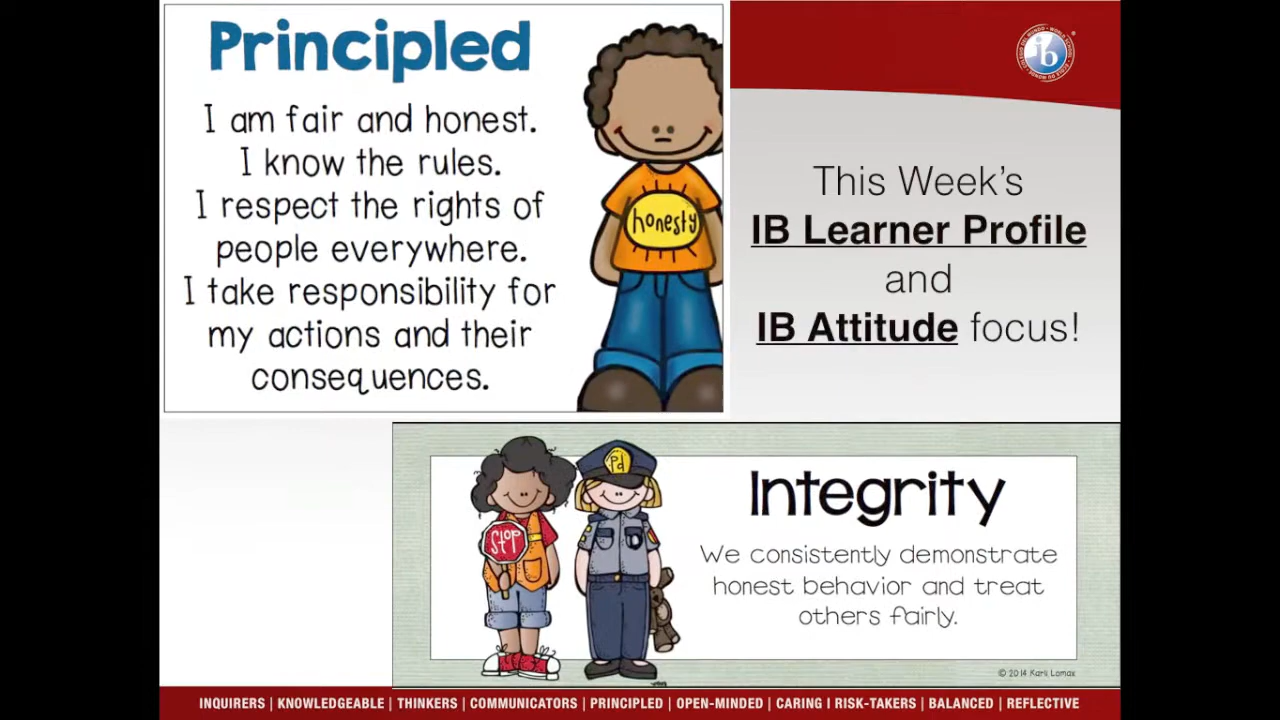 Principled
I am fair and honest.
I know the rules.
I respect the rights of
people everywhere.
I take responsibility for
my actions and their
consequences.
honesty
ib
This Week's
IB Learner Profile
and
IB Attitude focus!
Pd
STOP
Integrity
We consistently demonstrate
honest behavior and treat
others fairly.
© 2014 Karli Lomax
INQUIRERS | KNOWLEDGEABLE | THINKERS | COMMUNICATORS | PRINCIPLED | OPEN-MINDED | CARING I RISK-TAKERS | BALANCED | REFLECTIVE